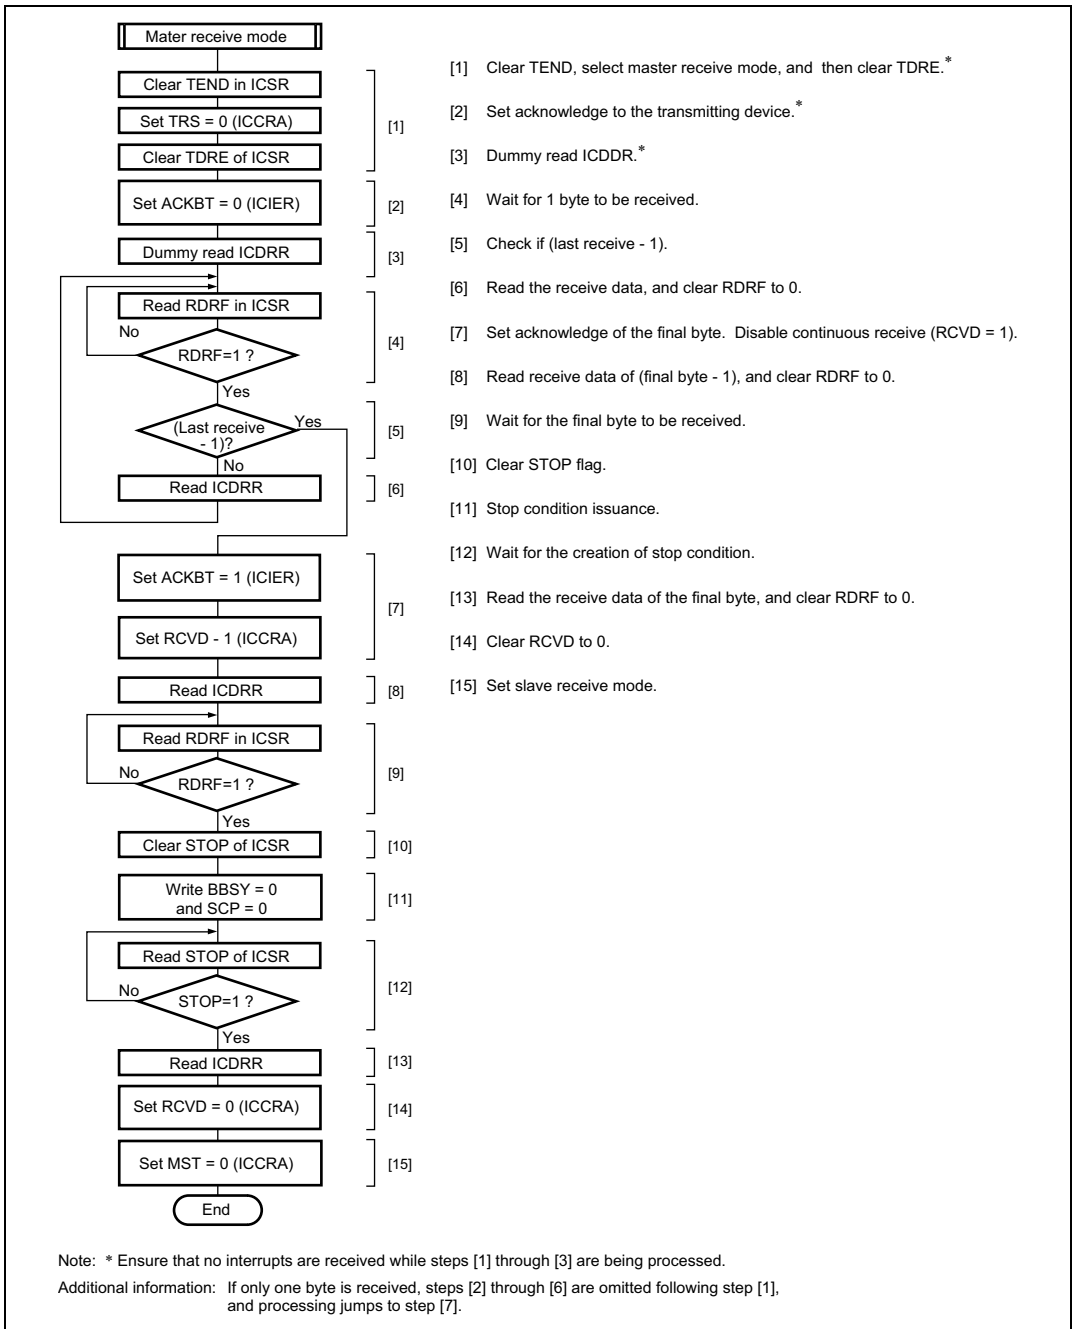 Mater receive mode
Clear TEND in ICSR
Set TRS = 0 (ICCRA)
Clear TDRE of ICSR
[1]
Set ACKBT = 0 (ICIER)
[2]
Dummy read ICDRR
[3]
Read RDRF in ICSR
No
RDRF=1 ?
[4]
Yes
(Last receive
- 1)?
Yes
[5]
No
Read ICDRR
[6]
Set ACKBT = 1 (ICIER)
[7]
Set RCVD - 1 (ICCRA)
Read ICDRR
[8]
Read RDRF in ICSR
No
RDRF=1 ?
[9]
Yes
Clear STOP of ICSR
[10]
Write BBSY = 0
and SCP = 0
[11]
Read STOP of ICSR
No
STOP=1 ?
[12]
Yes
Read ICDRR
[13]
Set RCVD = 0 (ICCRA)
[14]
Set MST = 0 (ICCRA)
[15]
End
[1] Clear TEND, select master receive mode, and then clear TDRE.*
[2] Set acknowledge to the transmitting device.*
[3] Dummy read ICDDR.*
[4] Wait for 1 byte to be received.
[5] Check if (last receive - 1).
[6] Read the receive data, and clear RDRF to 0.
[7] Set acknowledge of the final byte. Disable continuous receive (RCVD = 1).
[8] Read receive data of (final byte - 1), and clear RDRF to 0.
[9] Wait for the final byte to be received.
[10] Clear STOP flag.
[11] Stop condition issuance.
[12] Wait for the creation of stop condition.
[13] Read the receive data of the final byte, and clear RDRF to 0.
[14] Clear RCVD to 0.
[15] Set slave receive mode.
Note: * Ensure that no interrupts are received while steps [1] through [3] are being processed.
Additional information: If only one byte is received, steps [2] through [6] are omitted following step [1],
and processing jumps to step [7].